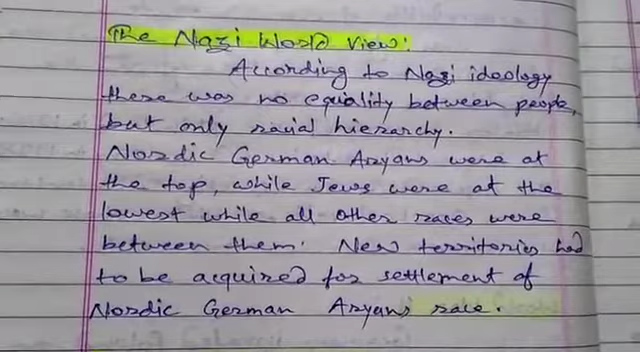 The Nazi World View:
According to Nazi ideology
there was no equality between people,
but only racial hierarchy.
Nordic German Aryans were at
the top, while Jews were at the
lowest while all other races were
between them. New territories had
to be acquired for settlement of
Nordic German Aryans race.